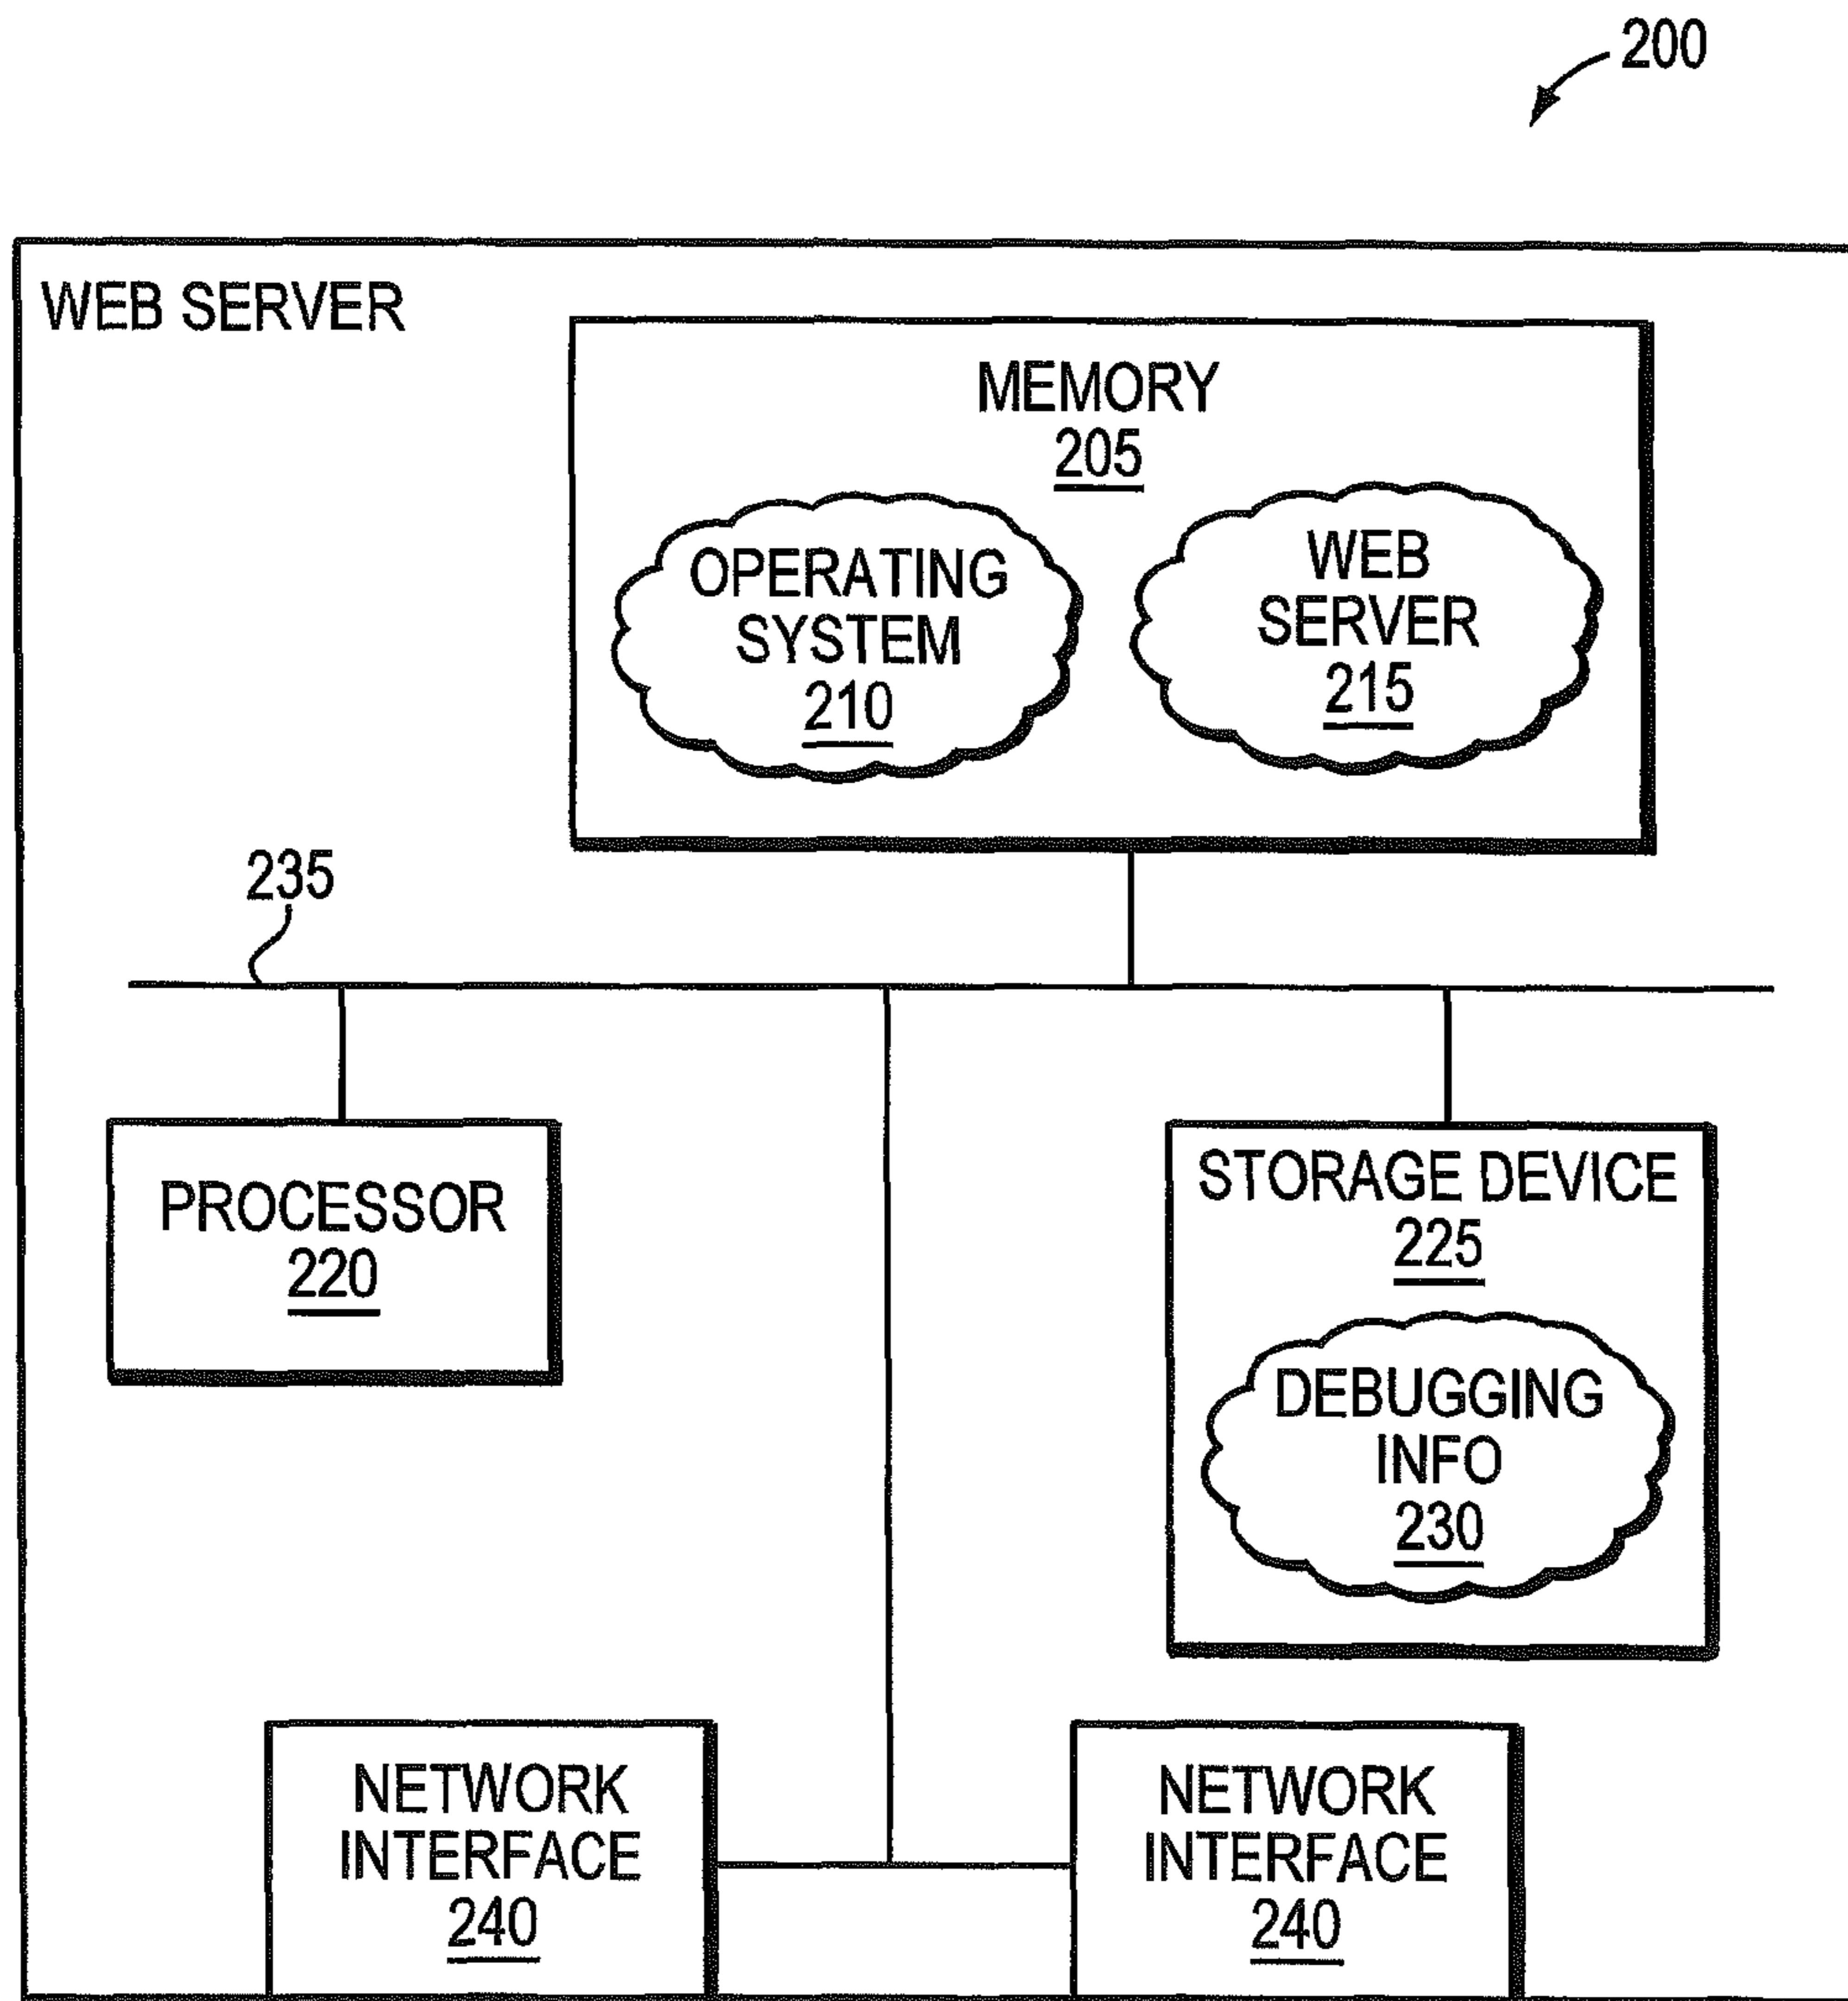 200
WEB SERVER
MEMORY
205
OPERATING
SYSTEM
210
WEB
SERVER
215
235
PROCESSOR
220
STORAGE DEVICE
225
DEBUGGING
INFO
230
NETWORK
INTERFACE
240
NETWORK
INTERFACE
240